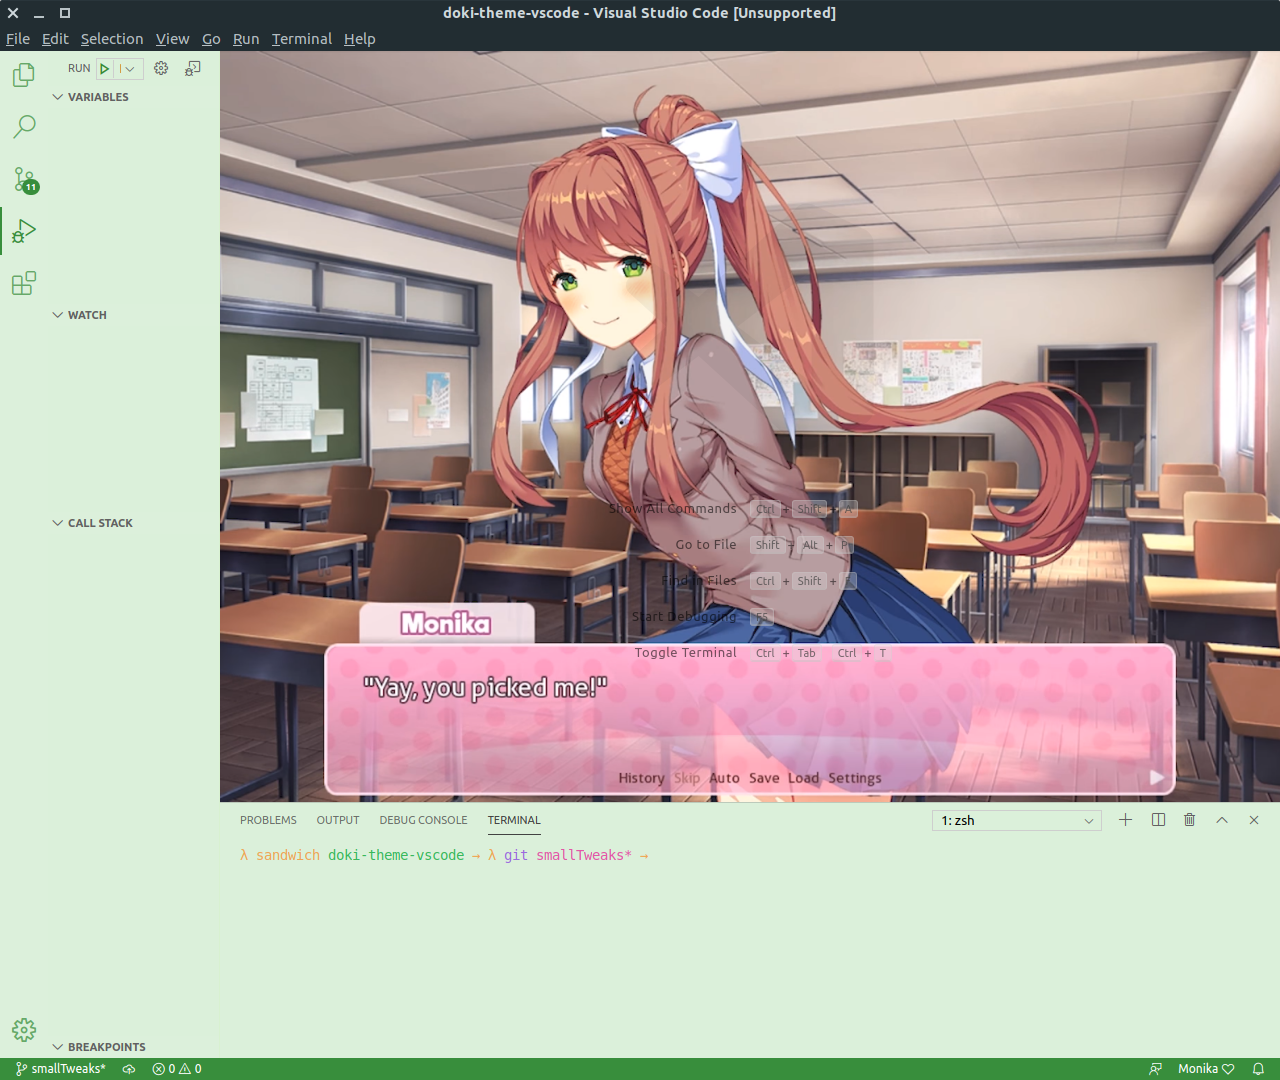 doki-theme-vscode - Visual Studio Code [Unsupported]
File Edit Selection View Go Run Terminal Help
RUN
VARIABLES
11
WATCH
CALL STACK
Show All Commands Ctrl + Shift + A
Go to File Shift + Alt + P
Find in Files Ctrl + Shift + F
Start Debugging F5
Monika
Toggle Terminal Ctrl + Tab Ctrl + T
"Yay, you picked me!"
History Skip Auto Save Load Settings
PROBLEMS OUTPUT DEBUG CONSOLE TERMINAL 1: zsh
λ sandwich doki-theme-vscode → λ git smallTweaks* →
BREAKPOINTS
smallTweaks* 0 0 Monika ♡